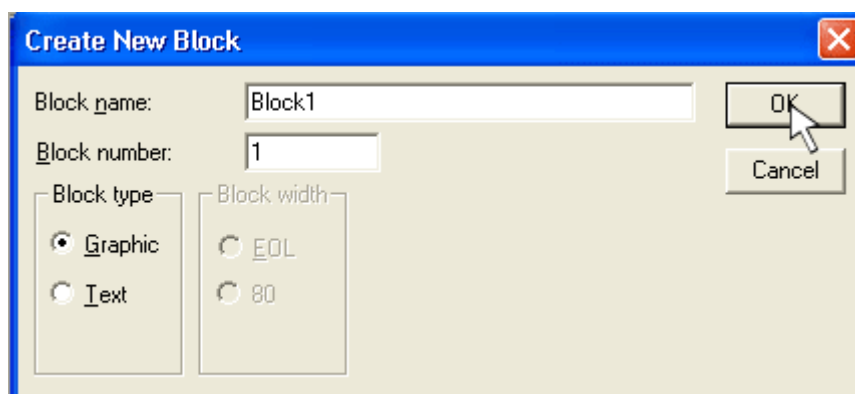 Create New Block
Block name: Block1
OK
Block number: 1
Cancel
Block type Block width
Graphic EOL
Text 80